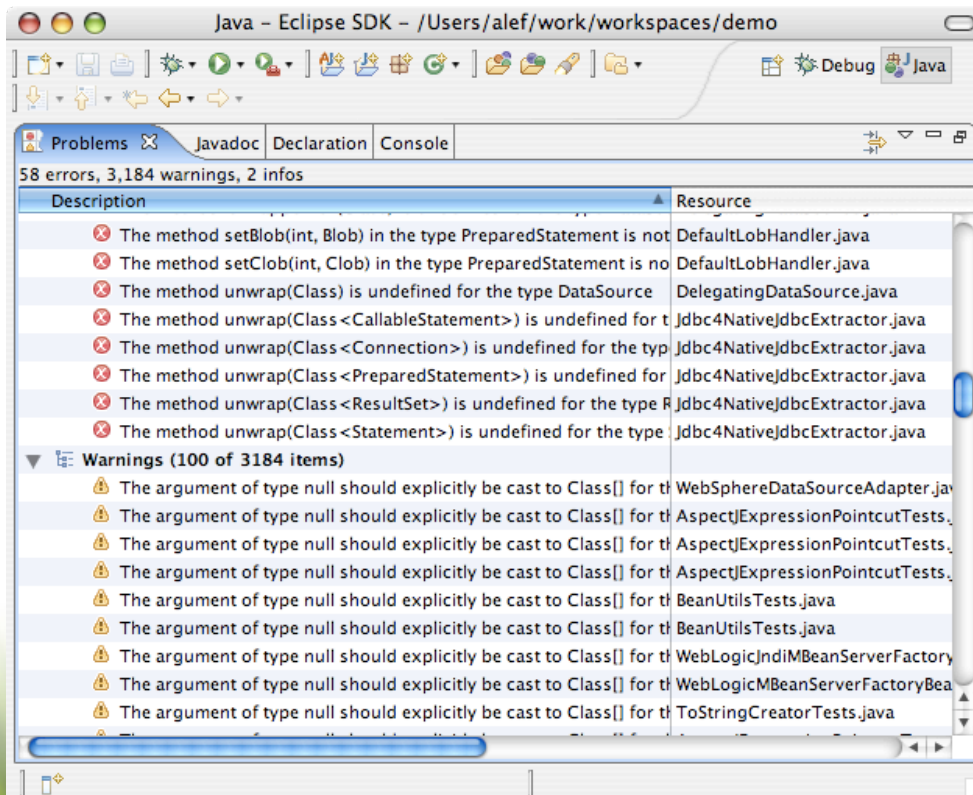 Java – Eclipse SDK – /Users/alef/work/workspaces/demo
Debug Java
Problems Javadoc Declaration Console
58 errors, 3,184 warnings, 2 infos
Description Resource
The method setBlob(int, Blob) in the type PreparedStatement is not DefaultLobHandler.java
The method setClob(int, Clob) in the type PreparedStatement is no DefaultLobHandler.java
The method unwrap(Class) is undefined for the type DataSource DelegatingDataSource.java
The method unwrap(Class<CallableStatement>) is undefined for t Jdbc4NativeJdbcExtractor.java
The method unwrap(Class<Connection>) is undefined for the typ Jdbc4NativeJdbcExtractor.java
The method unwrap(Class<PreparedStatement>) is undefined for Jdbc4NativeJdbcExtractor.java
The method unwrap(Class<ResultSet>) is undefined for the type R Jdbc4NativeJdbcExtractor.java
The method unwrap(Class<Statement>) is undefined for the type Jdbc4NativeJdbcExtractor.java
Warnings (100 of 3184 items)
The argument of type null should explicitly be cast to Class[] for th WebSphereDataSourceAdapter.jav
The argument of type null should explicitly be cast to Class[] for th AspectJExpressionPointcutTests.
The argument of type null should explicitly be cast to Class[] for th AspectJExpressionPointcutTests.
The argument of type null should explicitly be cast to Class[] for th AspectJExpressionPointcutTests.
The argument of type null should explicitly be cast to Class[] for th BeanUtilsTests.java
The argument of type null should explicitly be cast to Class[] for th BeanUtilsTests.java
The argument of type null should explicitly be cast to Class[] for th WebLogicJndiMBeanServerFactory
The argument of type null should explicitly be cast to Class[] for th WebLogicMBeanServerFactoryBea
The argument of type null should explicitly be cast to Class[] for th ToStringCreatorTests.java